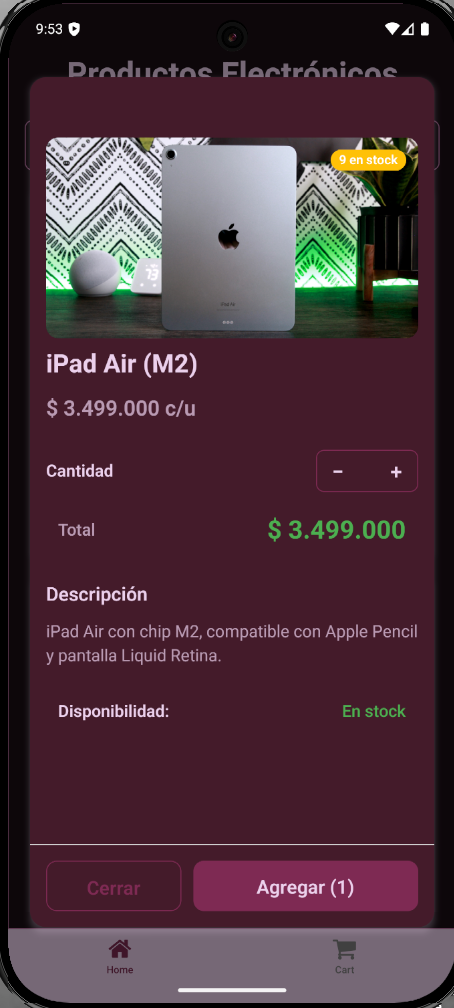 9:53
Productos Electrónicos
9 en stock
iPad Air (M2)
$ 3.499.000 c/u
Cantidad
− +
Total $ 3.499.000
Descripción
iPad Air con chip M2, compatible con Apple Pencil
y pantalla Liquid Retina.
Disponibilidad: En stock
Cerrar Agregar (1)
Home Cart